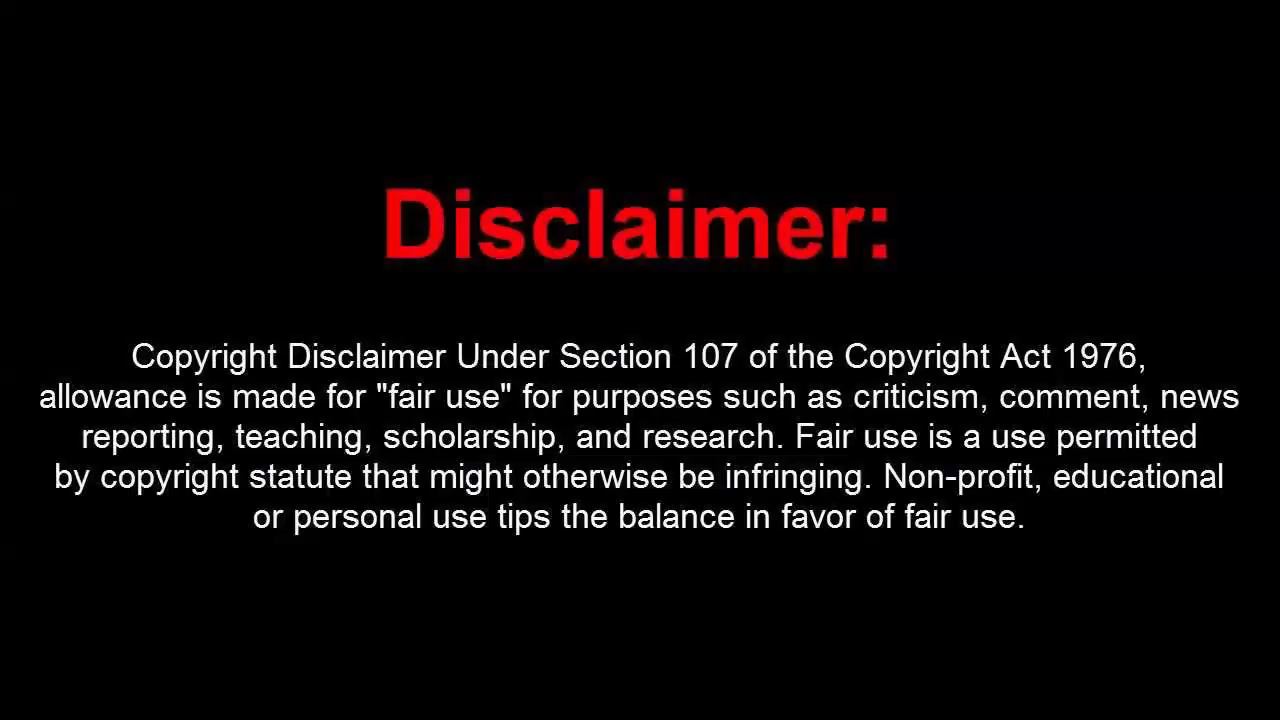 Disclaimer:
Copyright Disclaimer Under Section 107 of the Copyright Act 1976,
allowance is made for "fair use" for purposes such as criticism, comment, news
reporting, teaching, scholarship, and research. Fair use is a use permitted
by copyright statute that might otherwise be infringing. Non-profit, educational
or personal use tips the balance in favor of fair use.